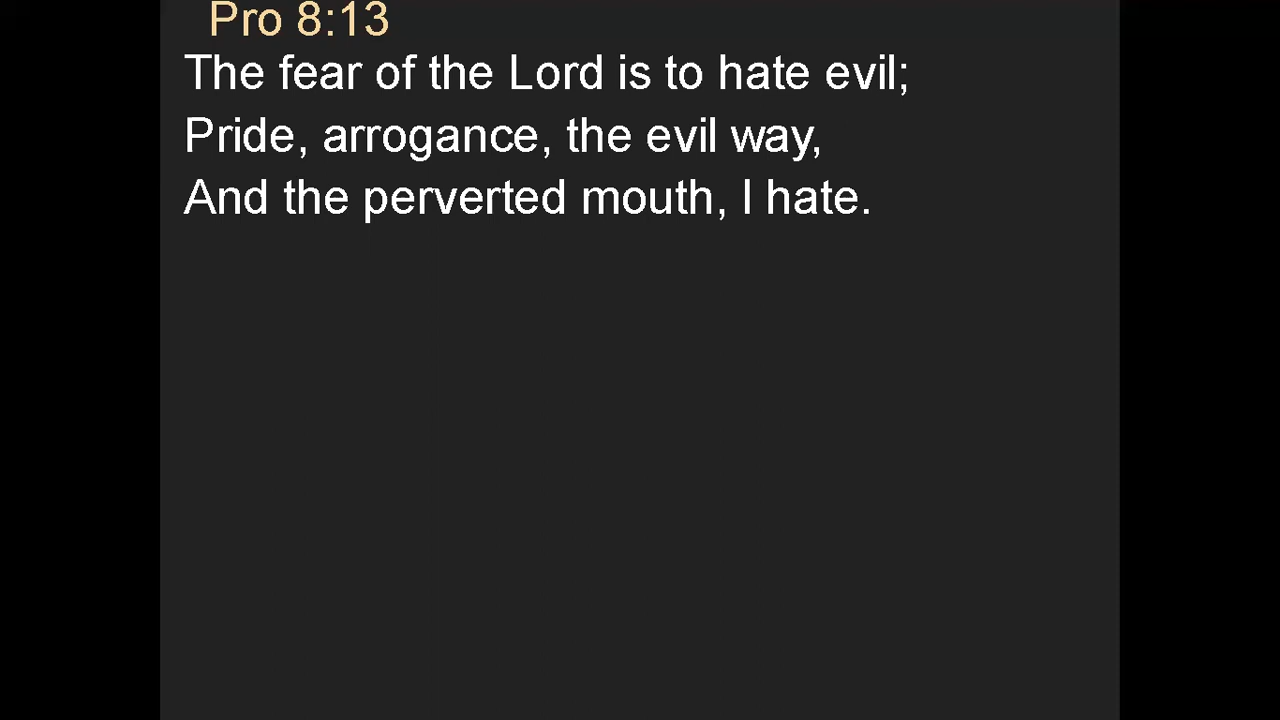 Pro 8:13
The fear of the Lord is to hate evil;
Pride, arrogance, the evil way,
And the perverted mouth, I hate.